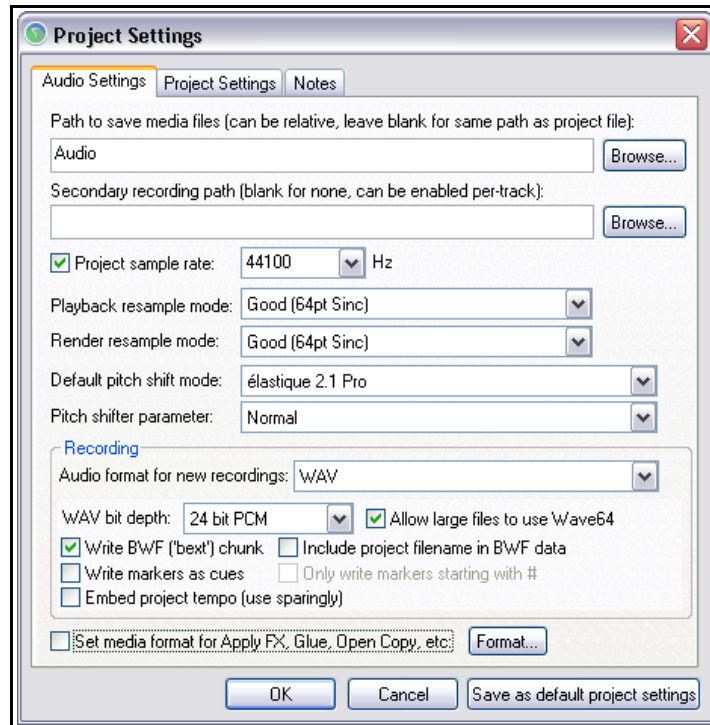 Project Settings
Audio Settings Project Settings Notes
Path to save media files (can be relative, leave blank for same path as project file):
Audio Browse...
Secondary recording path (blank for none, can be enabled per-track):
Browse...
Project sample rate: 44100 Hz
Playback resample mode: Good (64pt Sinc)
Render resample mode: Good (64pt Sinc)
Default pitch shift mode: élastique 2.1 Pro
Pitch shifter parameter: Normal
Recording
Audio format for new recordings: WAV
WAV bit depth: 24 bit PCM Allow large files to use Wave64
Write BWF ('bext') chunk Include project filename in BWF data
Write markers as cues Only write markers starting with #
Embed project tempo (use sparingly)
Set media format for Apply FX, Glue, Open Copy, etc: Format...
OK Cancel Save as default project settings